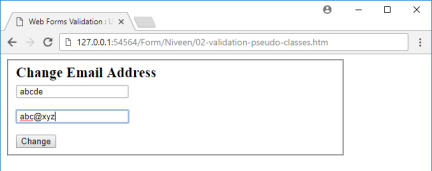 Web Forms Validation : U
127.0.0.1:54564/Form/Niveen/02-validation-pseudo-classes.htm
Change Email Address
abcde
abc@xyz
Change